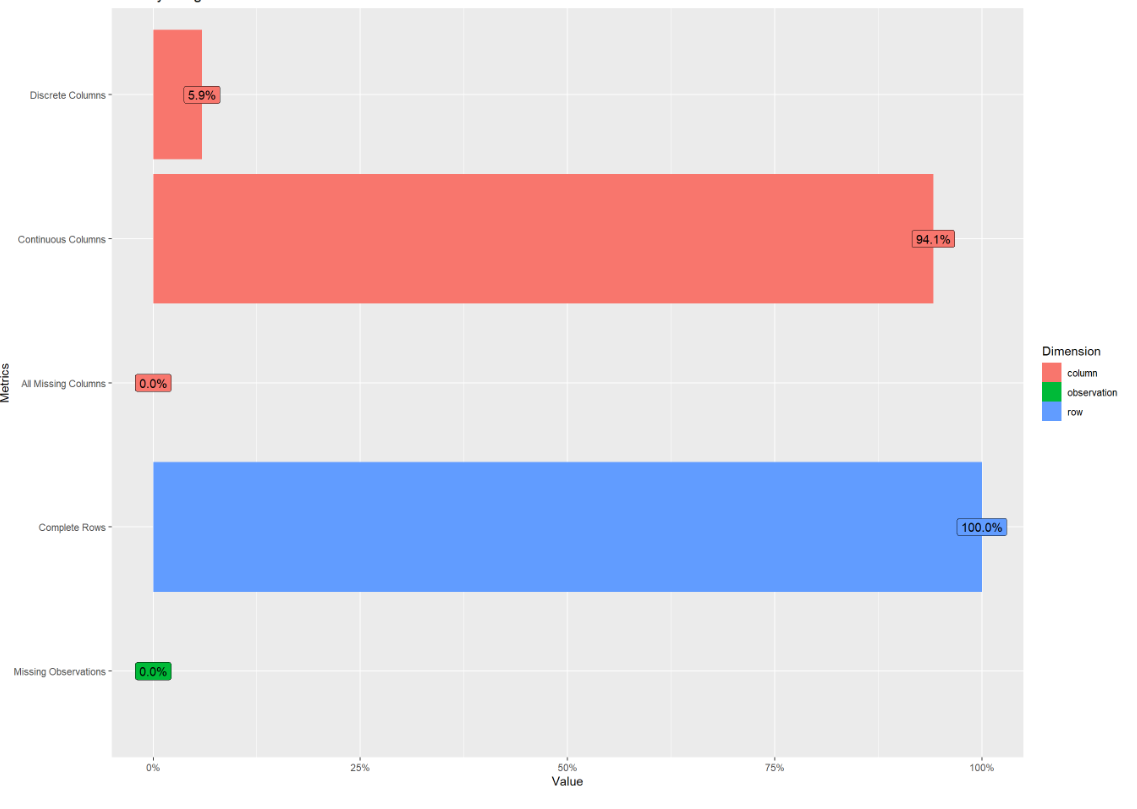 Discrete Columns
5.9%
Continuous Columns
94.1%
All Missing Columns
0.0%
Complete Rows
100.0%
Missing Observations
0.0%
Metrics
0%
25%
50%
75%
100%
Value
Dimension
column
observation
row